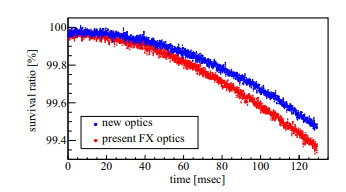 100
99.8
99.6
99.4
survival ratio [%]
new optics
present FX optics
0 20 40 60 80 100 120
time [msec]